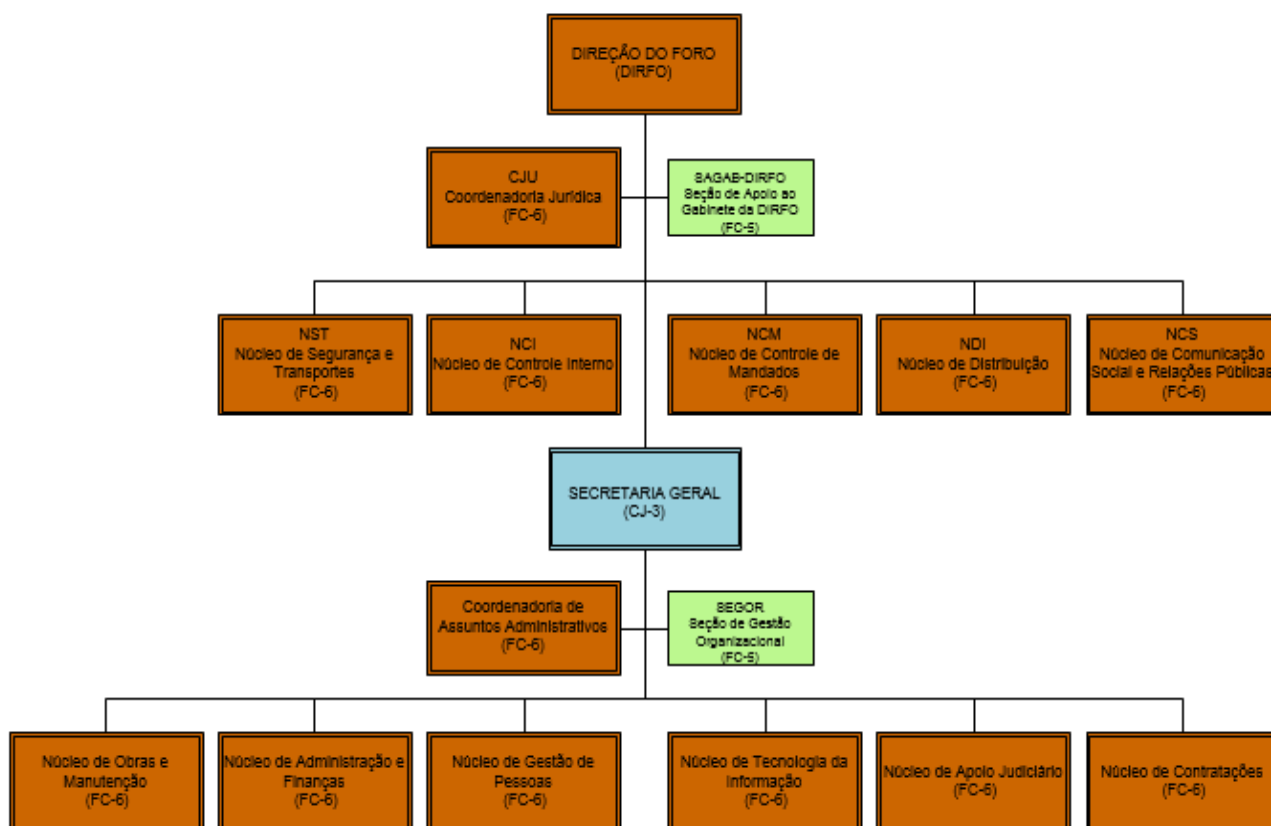 DIREÇÃO DO FORO
(DIRFO)
CJU
Coordenadoria Jurídica
(FC-6)
SAGAB-DIRFO
Seção de Apoio ao
Gabinete da DIRFO
(FC-5)
NST
Núcleo de Segurança e
Transportes
(FC-6)
NCI
Núcleo de Controle Interno
(FC-6)
NCM
Núcleo de Controle de
Mandados
(FC-6)
NDI
Núcleo de Distribuição
(FC-6)
NCS
Núcleo de Comunicação
Social e Relações Públicas
(FC-6)
SECRETARIA GERAL
(CJ-3)
Coordenadoria de
Assuntos Administrativos
(FC-6)
SEGOR
Seção de Gestão
Organizacional
(FC-5)
Núcleo de Obras e
Manutenção
(FC-6)
Núcleo de Administração e
Finanças
(FC-6)
Núcleo de Gestão de
Pessoas
(FC-6)
Núcleo de Tecnologia da
Informação
(FC-6)
Núcleo de Apoio Judiciário
(FC-6)
Núcleo de Contratações
(FC-6)